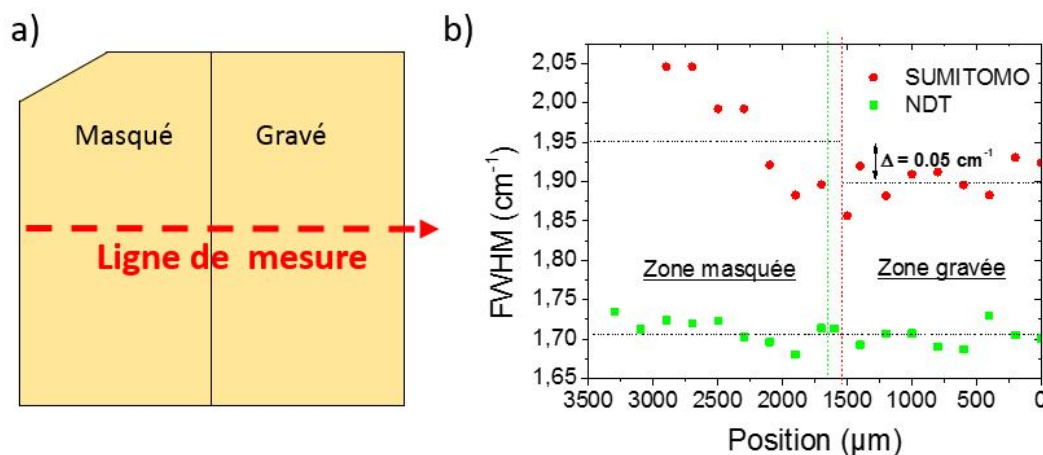 a)
Masqué
Gravé
Ligne de mesure
b)
FWHM (cm⁻¹)
2,05
2,00
1,95
1,90
1,85
1,80
1,75
1,70
1,65
SUMITOMO
NDT
Δ = 0.05 cm⁻¹
Zone masquée
Zone gravée
3500 3000 2500 2000 1500 1000 500 0
Position (µm)